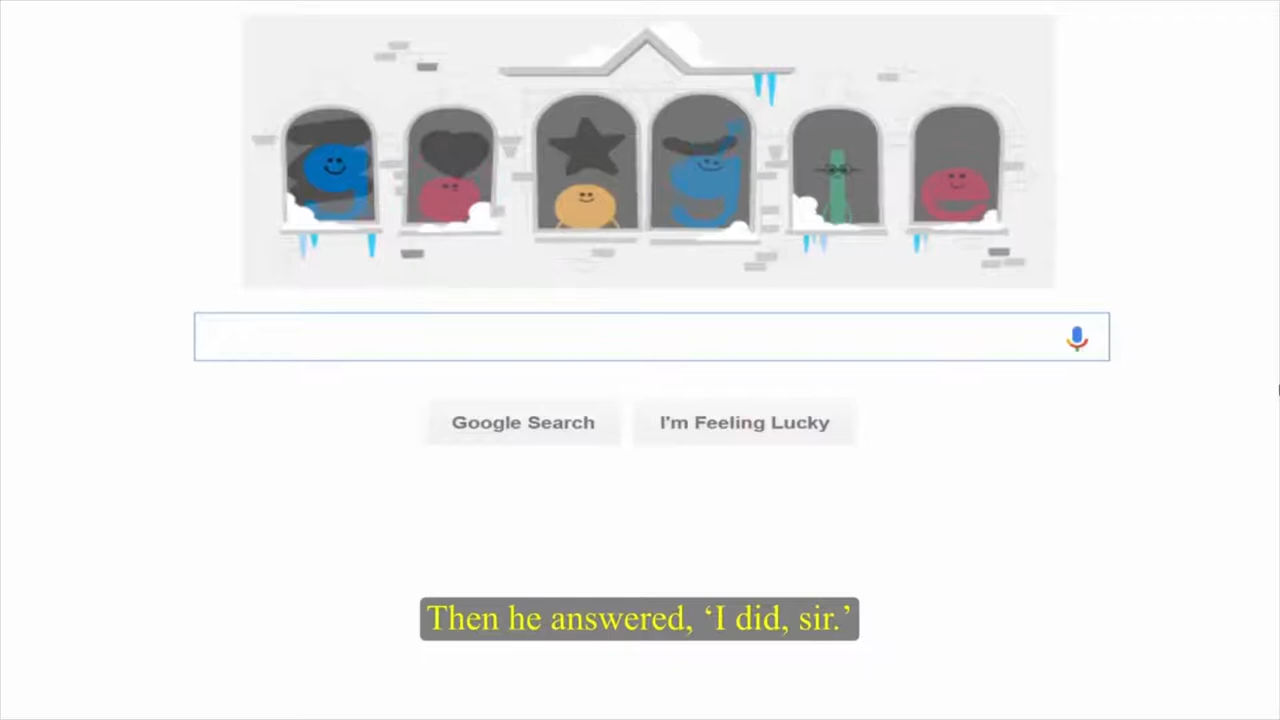 Google Search
I'm Feeling Lucky
Then he answered, ‘I did, sir.’